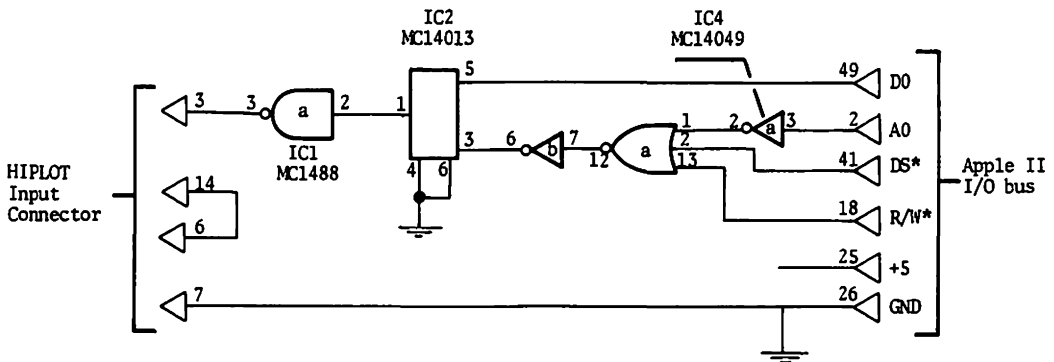 IC2
MC14013
IC4
MC14049
5
49
D0
3
3
a
2
1
1
2
a
3
2
A0
HIPLOT
Input
Connector
IC1
MC1488
3
6
b
7
12
a
2
13
41
DS*
Apple II
I/O bus
4
6
14
18
R/W*
6
25
+5
7
26
GND